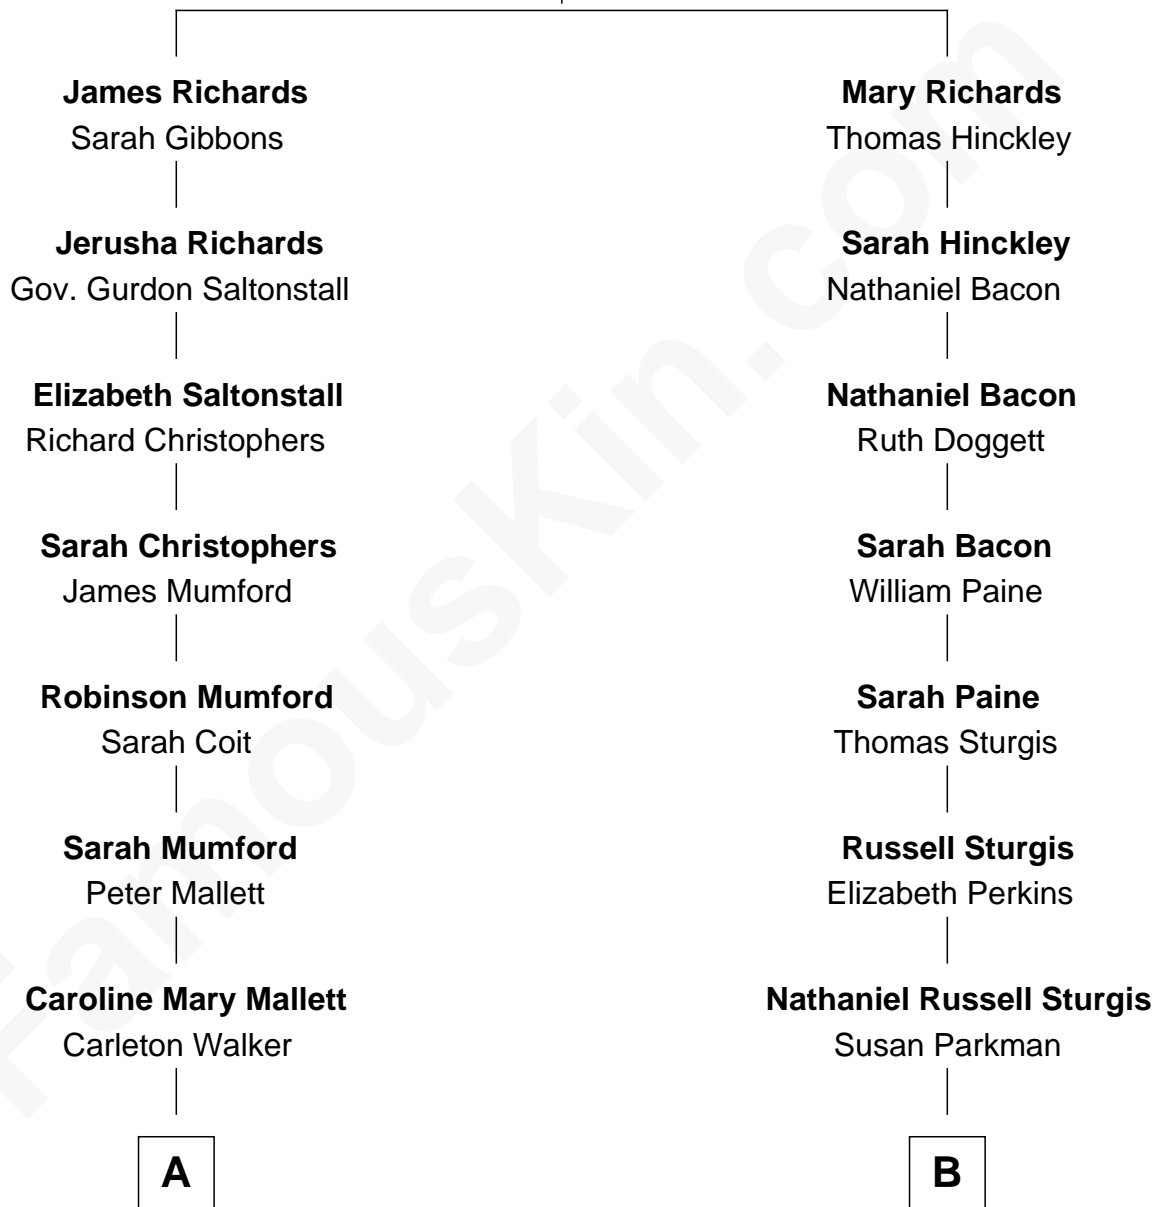 James Richards
Sarah Gibbons
Mary Richards
Thomas Hinckley
Jerusha Richards
Gov. Gurdon Saltonstall
Sarah Hinckley
Nathaniel Bacon
Elizabeth Saltonstall
Richard Christophers
Nathaniel Bacon
Ruth Doggett
Sarah Christophers
James Mumford
Sarah Bacon
William Paine
Robinson Mumford
Sarah Coit
Sarah Paine
Thomas Sturgis
Sarah Mumford
Peter Mallett
Russell Sturgis
Elizabeth Perkins
Caroline Mary Mallett
Carleton Walker
Nathaniel Russell Sturgis
Susan Parkman
A
B
FamousKin.com